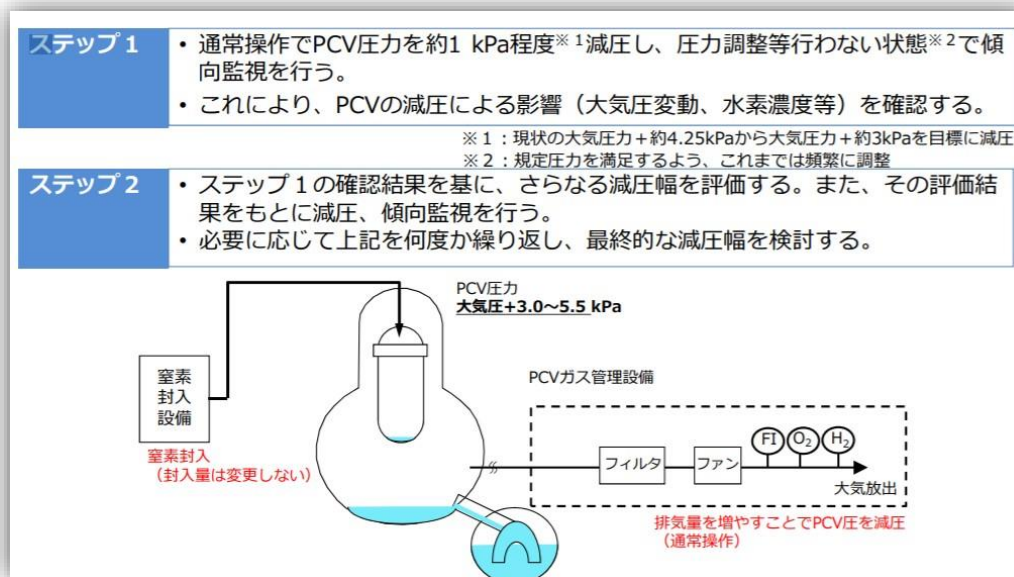 ステップ1
• 通常操作でPCV圧力を約1 kPa程度※1減圧し、圧力調整等行わない状態※2で傾
向監視を行う。
• これにより、PCVの減圧による影響（大気圧変動、水素濃度等）を確認する。
※1：現状の大気圧力＋約4.25kPaから大気圧力＋約3kPaを目標に減圧
※2：規定圧力を満足するよう、これまでは頻繁に調整
ステップ2
• ステップ1の確認結果を基に、さらなる減圧幅を評価する。また、その評価結
果をもとに減圧、傾向監視を行う。
• 必要に応じて上記を何度か繰り返し、最終的な減圧幅を検討する。
PCV圧力
大気圧+3.0～5.5 kPa
窒素
封入
設備
窒素封入
（封入量は変更しない）
PCVガス管理設備
フィルタ
ファン
FI
O2
H2
大気放出
排気量を増やすことでPCV圧を減圧
（通常操作）